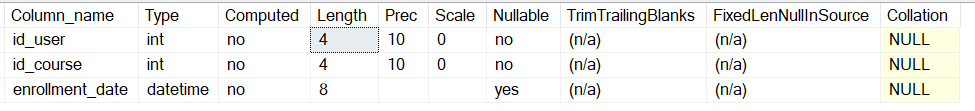 Column_name Type Computed Length Prec Scale Nullable TrimTrailingBlanks FixedLenNullInSource Collation
id_user int no 4 10 0 no (n/a) (n/a) NULL
id_course int no 4 10 0 no (n/a) (n/a) NULL
enrollment_date datetime no 8 yes (n/a) (n/a) NULL